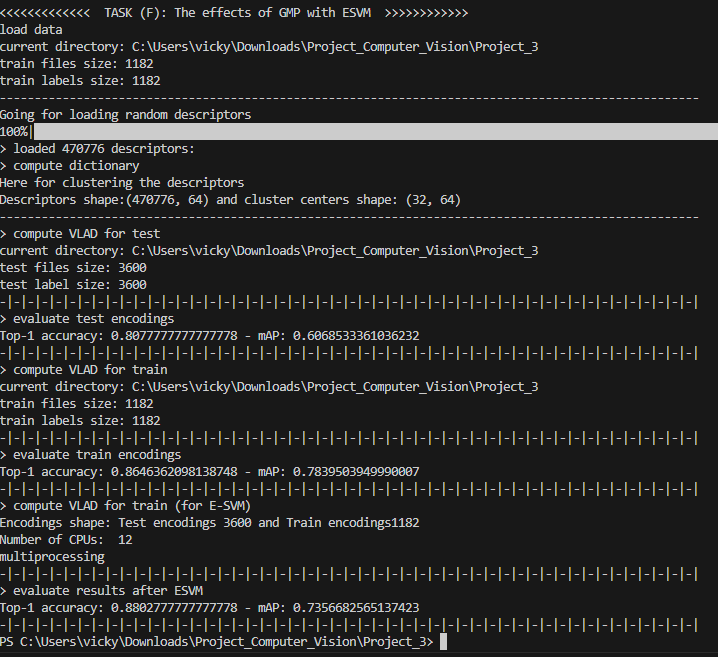 <<<<<<<<<<<<<  TASK (F): The effects of GMP with ESVM  >>>>>>>>>>>>
load data
current directory: C:\Users\vicky\Downloads\Project_Computer_Vision\Project_3
train files size: 1182
train labels size: 1182
----------------------------------------------------------------------------------------------------
Going for loading random descriptors
100%|
> loaded 470776 descriptors:
> compute dictionary
Here for clustering the descriptors
Descriptors shape:(470776, 64) and cluster centers shape: (32, 64)
----------------------------------------------------------------------------------------------------
> compute VLAD for test
current directory: C:\Users\vicky\Downloads\Project_Computer_Vision\Project_3
test files size: 3600
test label size: 3600
-|-|-|-|-|-|-|-|-|-|-|-|-|-|-|-|-|-|-|-|-|-|-|-|-|-|-|-|-|-|-|-|-|-|-|-|-|-|-|-|-|-|-|-|-|-|-|-|-|-|
> evaluate test encodings
Top-1 accuracy: 0.8077777777777778 - mAP: 0.6068533361036232
-|-|-|-|-|-|-|-|-|-|-|-|-|-|-|-|-|-|-|-|-|-|-|-|-|-|-|-|-|-|-|-|-|-|-|-|-|-|-|-|-|-|-|-|-|-|-|-|-|-|
> compute VLAD for train
current directory: C:\Users\vicky\Downloads\Project_Computer_Vision\Project_3
train files size: 1182
train labels size: 1182
-|-|-|-|-|-|-|-|-|-|-|-|-|-|-|-|-|-|-|-|-|-|-|-|-|-|-|-|-|-|-|-|-|-|-|-|-|-|-|-|-|-|-|-|-|-|-|-|-|-|
> evaluate train encodings
Top-1 accuracy: 0.8646362098138748 - mAP: 0.7839503949990007
-|-|-|-|-|-|-|-|-|-|-|-|-|-|-|-|-|-|-|-|-|-|-|-|-|-|-|-|-|-|-|-|-|-|-|-|-|-|-|-|-|-|-|-|-|-|-|-|-|-|
> compute VLAD for train (for E-SVM)
Encodings shape: Test encodings 3600 and Train encodings1182
Number of CPUs:  12
multiprocessing
-|-|-|-|-|-|-|-|-|-|-|-|-|-|-|-|-|-|-|-|-|-|-|-|-|-|-|-|-|-|-|-|-|-|-|-|-|-|-|-|-|-|-|-|-|-|-|-|-|-|
> evaluate results after ESVM
Top-1 accuracy: 0.8802777777777778 - mAP: 0.7356682565137423
-|-|-|-|-|-|-|-|-|-|-|-|-|-|-|-|-|-|-|-|-|-|-|-|-|-|-|-|-|-|-|-|-|-|-|-|-|-|-|-|-|-|-|-|-|-|-|-|-|-|
PS C:\Users\vicky\Downloads\Project_Computer_Vision\Project_3>